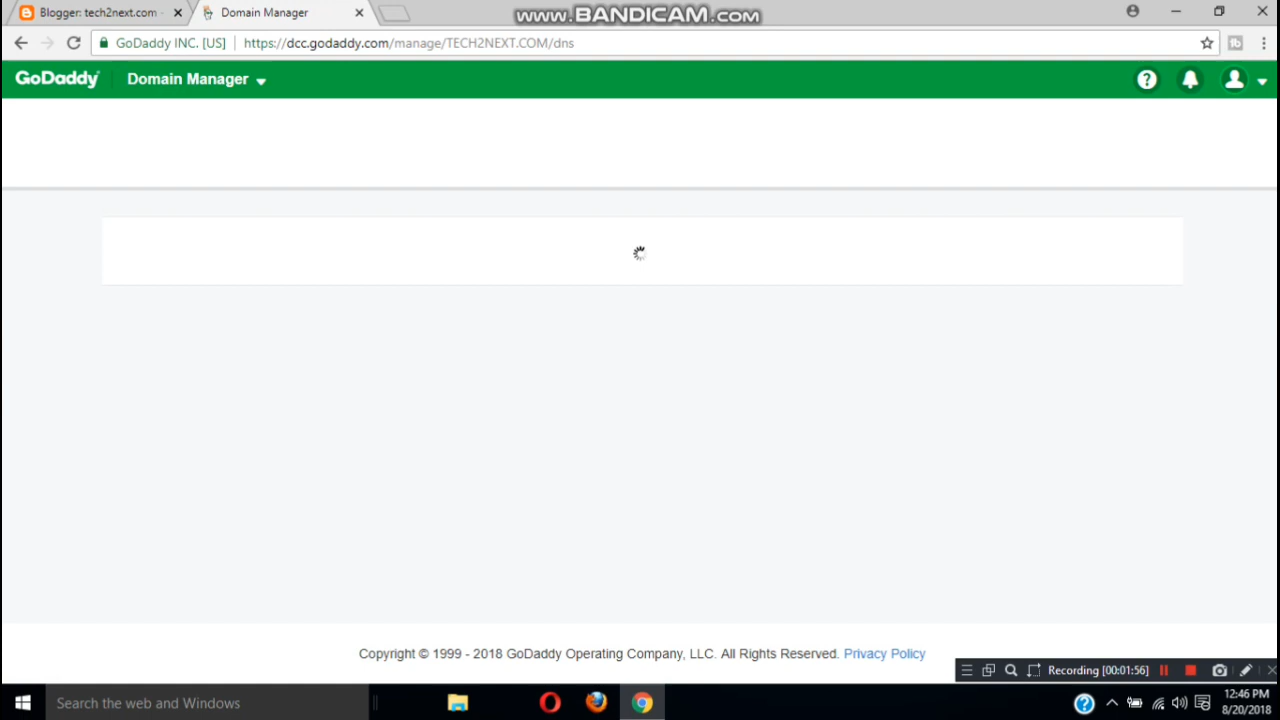 Blogger: tech2next.com -
Domain Manager
www.BANDICAM.com
GoDaddy INC. [US]
https://dcc.godaddy.com/manage/TECH2NEXT.COM/dns
GoDaddy
Domain Manager
Copyright © 1999 - 2018 GoDaddy Operating Company, LLC. All Rights Reserved. Privacy Policy
Recording [00:01:56]
Search the web and Windows
12:46 PM
8/20/2018